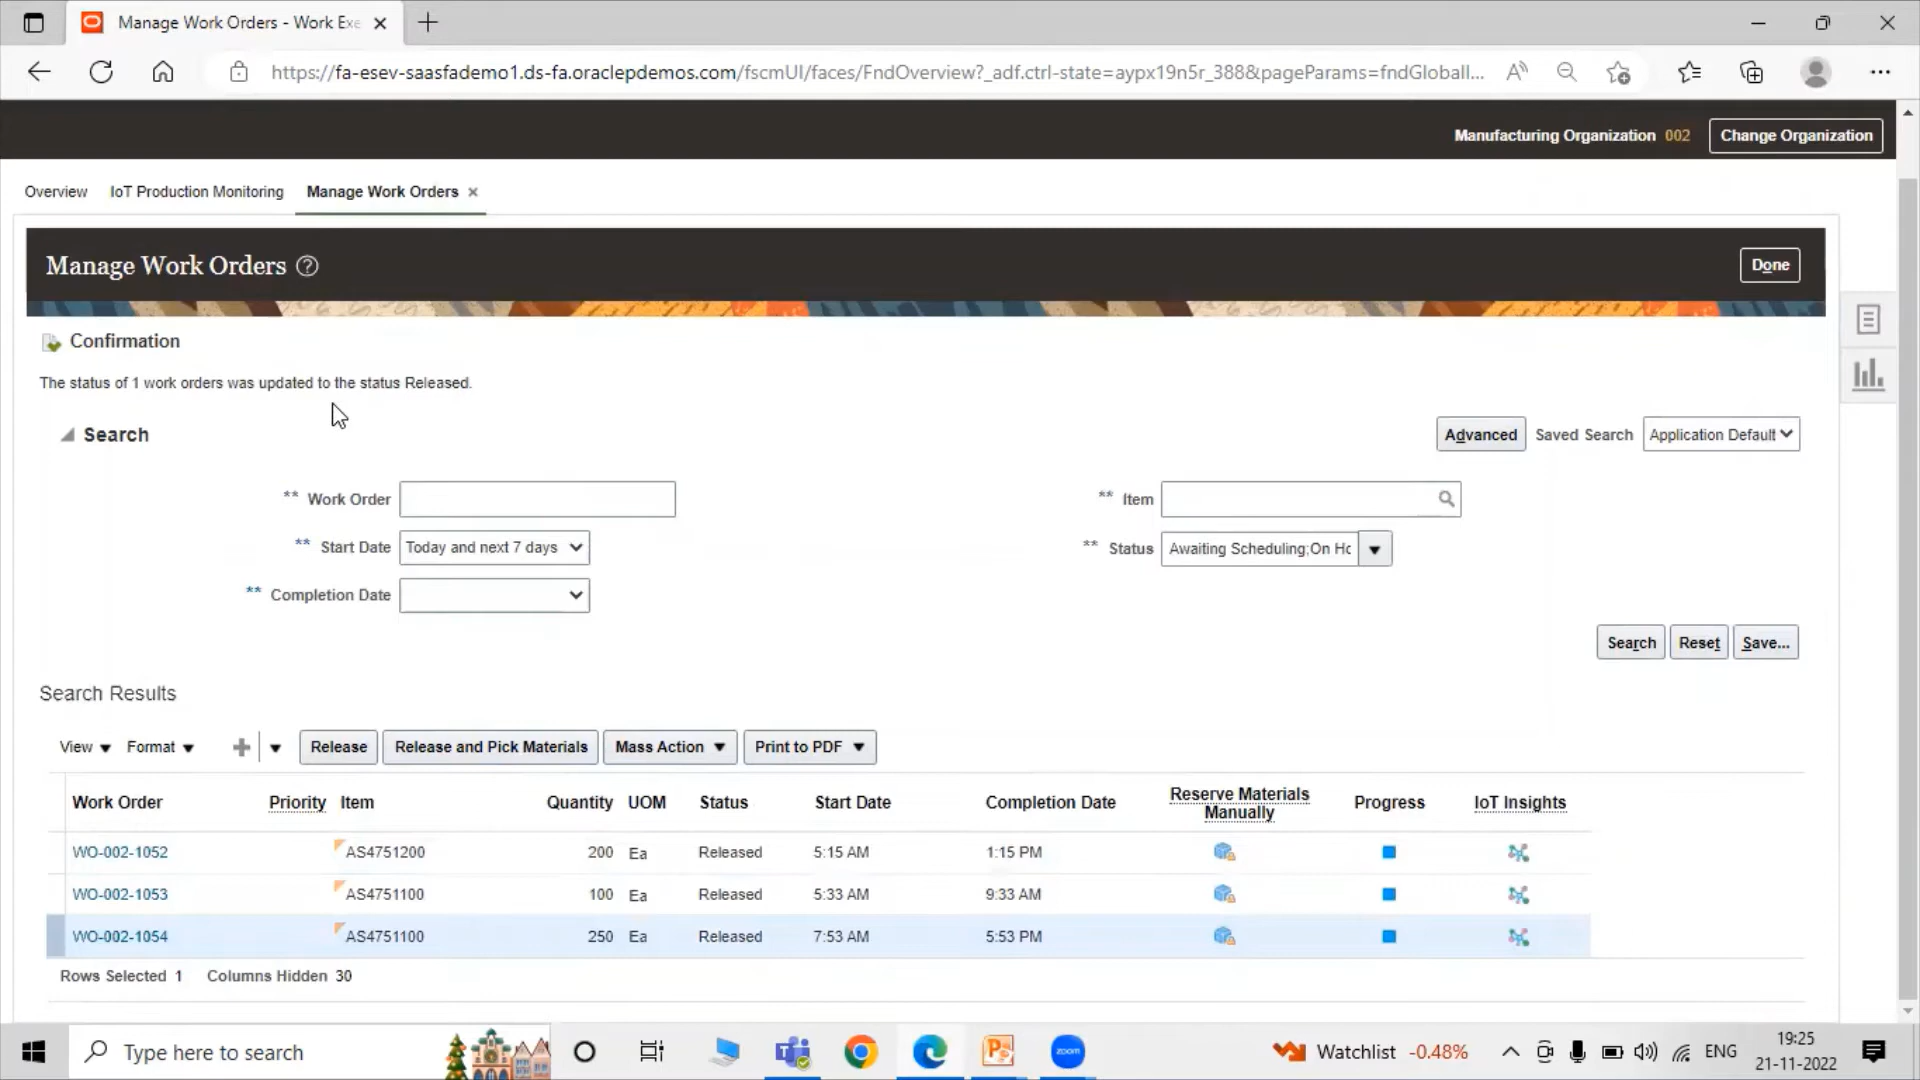 Manage Work Orders - Work Exe
https://fa-esev-saasfademo1.ds-fa.oraclepdemos.com/fscmUI/faces/FndOverview?_adf.ctrl-state=aypx19n5r_388&pageParams=fndGloball...
Manufacturing Organization 002 Change Organization
Overview IoT Production Monitoring Manage Work Orders
Manage Work Orders
Done
Confirmation
The status of 1 work orders was updated to the status Released.
Search
Advanced Saved Search Application Default
** Work Order
** Item
** Start Date Today and next 7 days
** Status Awaiting Scheduling;On Hc
** Completion Date
Search Reset Save...
Search Results
View Format Release Release and Pick Materials Mass Action Print to PDF
Work Order Priority Item Quantity UOM Status Start Date Completion Date Reserve Materials Manually Progress IoT Insights
WO-002-1052 AS4751200 200 Ea Released 5:15 AM 1:15 PM
WO-002-1053 AS4751100 100 Ea Released 5:33 AM 9:33 AM
WO-002-1054 AS4751100 250 Ea Released 7:53 AM 5:53 PM
Rows Selected 1 Columns Hidden 30
Type here to search
zoom
Watchlist -0.48%
ENG
19:25
21-11-2022